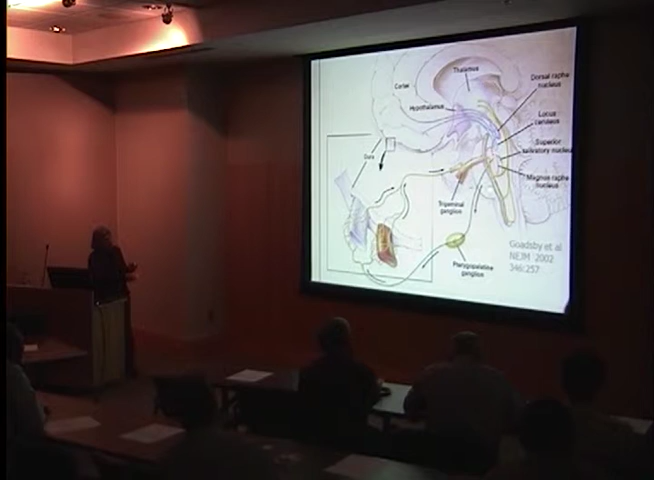 Thalamus
Cortex
Hypothalamus
Dorsal raphe
nucleus
Locus
ceruleus
Superior
salivatory nucleus
Magnus raphe
nucleus
Dura
Trigeminal
ganglion
Pterygopalatine
ganglion
Goadsby et al
NEJM 2002
346:257